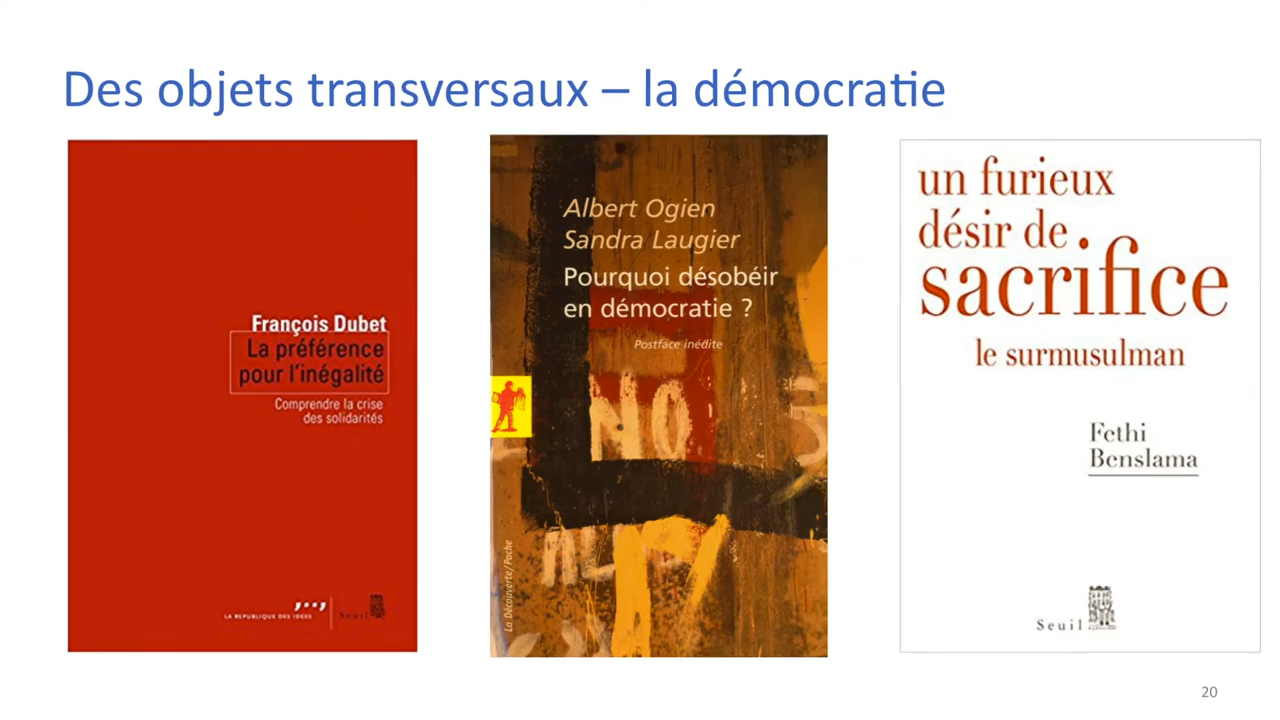 Des objets transversaux – la démocratie
François Dubet
La préférence
pour l'inégalité
Comprendre la crise
des solidarités
LA REPUBLIQUE DES IDEES
Seuil
Albert Ogien
Sandra Laugier
Pourquoi désobéir
en démocratie ?
Postface inédite
NO
La Découverte/Poche
un furieux
désir de
sacrifice
le surmusulman
Fethi
Benslama
Seuil
20